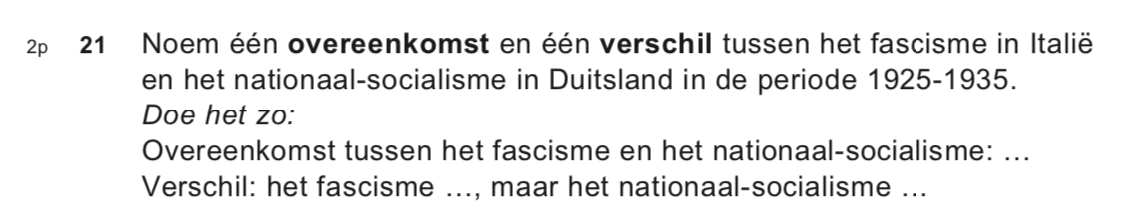 2p 21 Noem één overeenkomst en één verschil tussen het fascisme in Italië
en het nationaal-socialisme in Duitsland in de periode 1925-1935.
Doe het zo:
Overeenkomst tussen het fascisme en het nationaal-socialisme: …
Verschil: het fascisme …, maar het nationaal-socialisme …